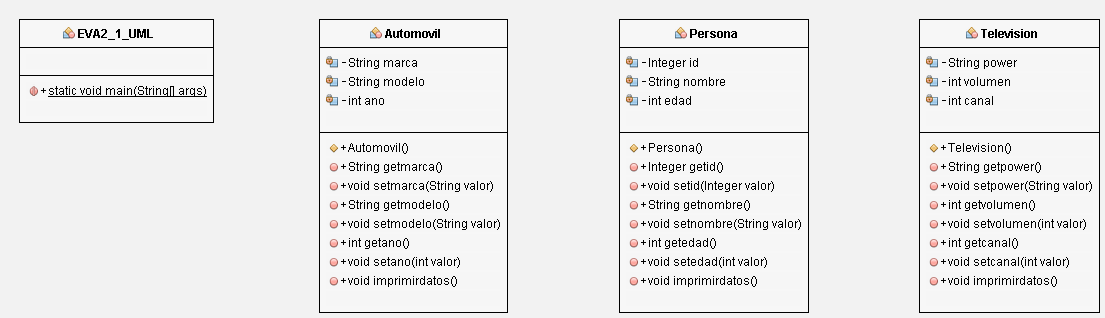 EVA2_1_UML
+ static void main(String[] args)
Automovil
- String marca
- String modelo
- int ano
+ Automovil()
+ String getmarca()
+ void setmarca(String valor)
+ String getmodelo()
+ void setmodelo(String valor)
+ int getano()
+ void setano(int valor)
+ void imprimirdatos()
Persona
- Integer id
- String nombre
- int edad
+ Persona()
+ Integer getid()
+ void setid(Integer valor)
+ String getnombre()
+ void setnombre(String valor)
+ int getedad()
+ void setedad(int valor)
+ void imprimirdatos()
Television
- String power
- int volumen
- int canal
+ Television()
+ String getpower()
+ void setpower(String valor)
+ int getvolumen()
+ void setvolumen(int valor)
+ int getcanal()
+ void setcanal(int valor)
+ void imprimirdatos()